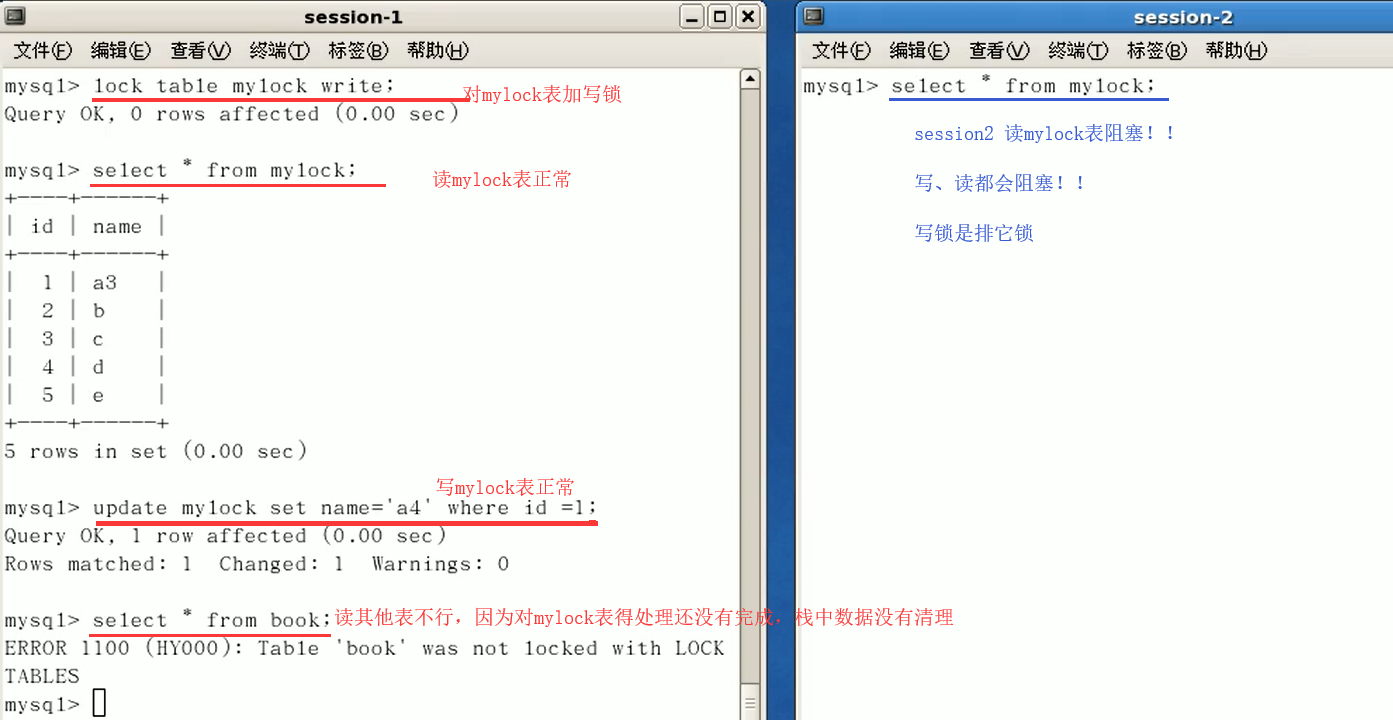 session-1
文件(F) 编辑(E) 查看(V) 终端(T) 标签(B) 帮助(H)
mysql> lock table mylock write;
对mylock表加写锁
Query OK, 0 rows affected (0.00 sec)
mysql> select * from mylock;
读mylock表正常
+----+------+
| id | name |
+----+------+
| 1 | a3 |
| 2 | b |
| 3 | c |
| 4 | d |
| 5 | e |
+----+------+
5 rows in set (0.00 sec)
写mylock表正常
mysql> update mylock set name='a4' where id =1;
Query OK, 1 row affected (0.00 sec)
Rows matched: 1 Changed: 1 Warnings: 0
mysql> select * from book;
读其他表不行，因为对mylock表得处理还没有完成，栈中数据没有清理
ERROR 1100 (HY000): Table 'book' was not locked with LOCK
TABLES
mysql>
session-2
文件(F) 编辑(E) 查看(V) 终端(T) 标签(B) 帮助(H)
mysql> select * from mylock;
session2 读mylock表阻塞！！
写、读都会阻塞！！
写锁是排它锁